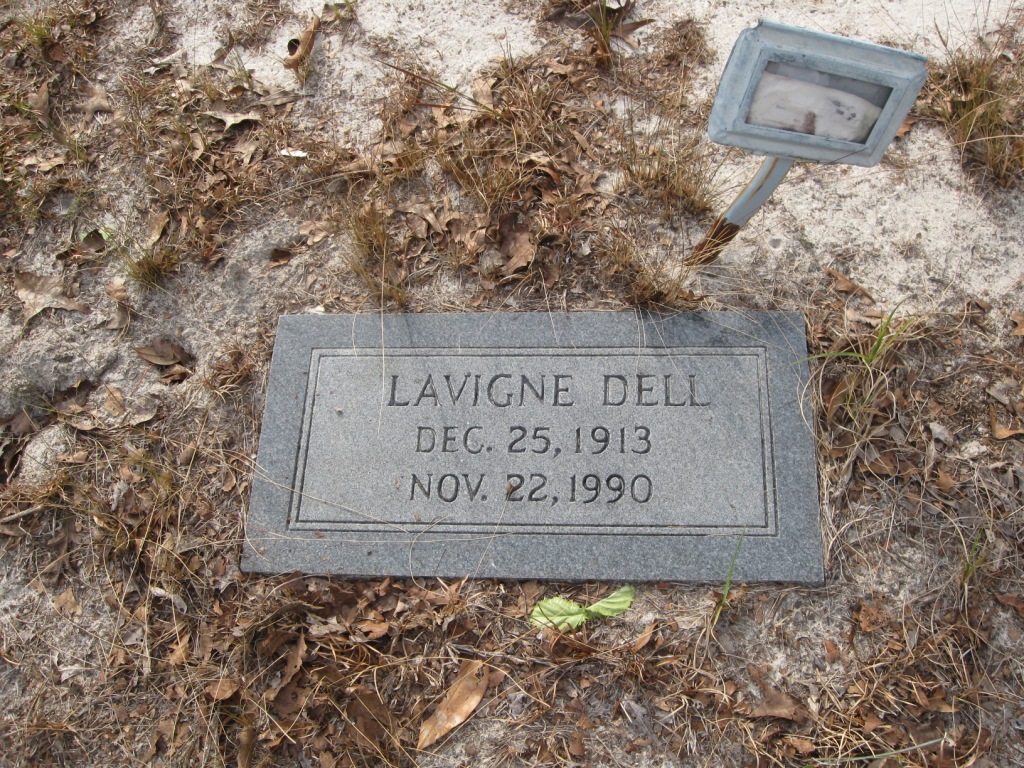 LAVIGNE DELL
DEC. 25, 1913
NOV. 22, 1990